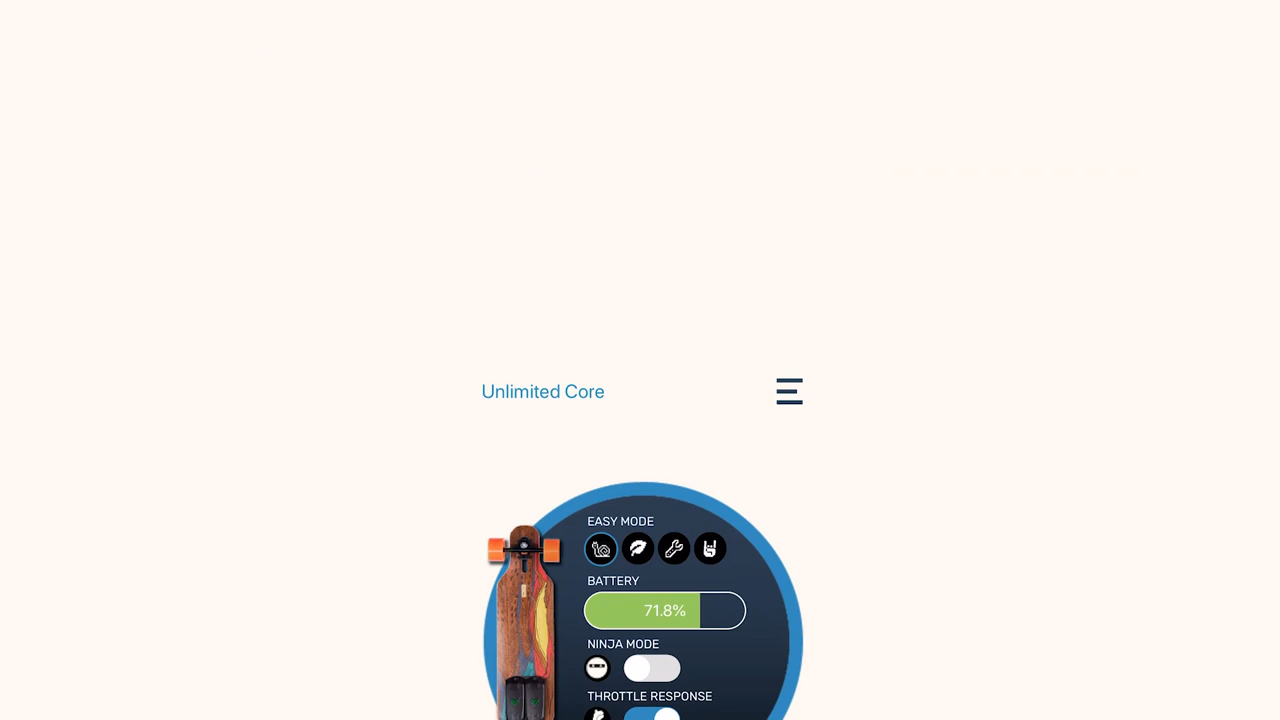 Unlimited Core
EASY MODE
BATTERY
71.8%
NINJA MODE
THROTTLE RESPONSE